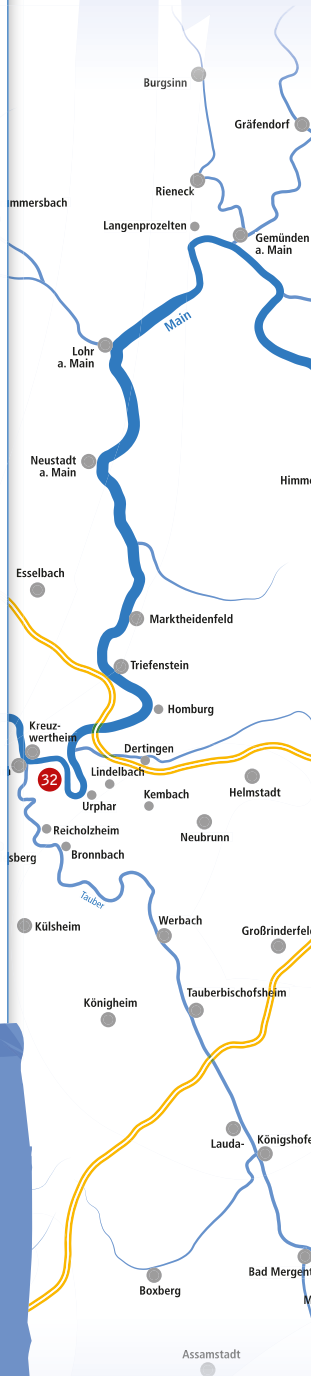 Burgsinn
Gräfendorf
Rieneck
mmersbach
Langenprozelten
Gemünden
a. Main
Main
Lohr
a. Main
Neustadt
a. Main
Himme
Esselbach
Marktheidenfeld
Triefenstein
Homburg
Kreuz-
wertheim
Dertingen
32
Lindelbach
Helmstadt
Kembach
Urphar
Reicholzheim
Neubrunn
Bronnbach
sberg
Tauber
Werbach
Külsheim
Großrinderfel
Tauberbischofsheim
Königheim
Lauda-
Königshofe
Bad Mergent
Boxberg
M
Assamstadt